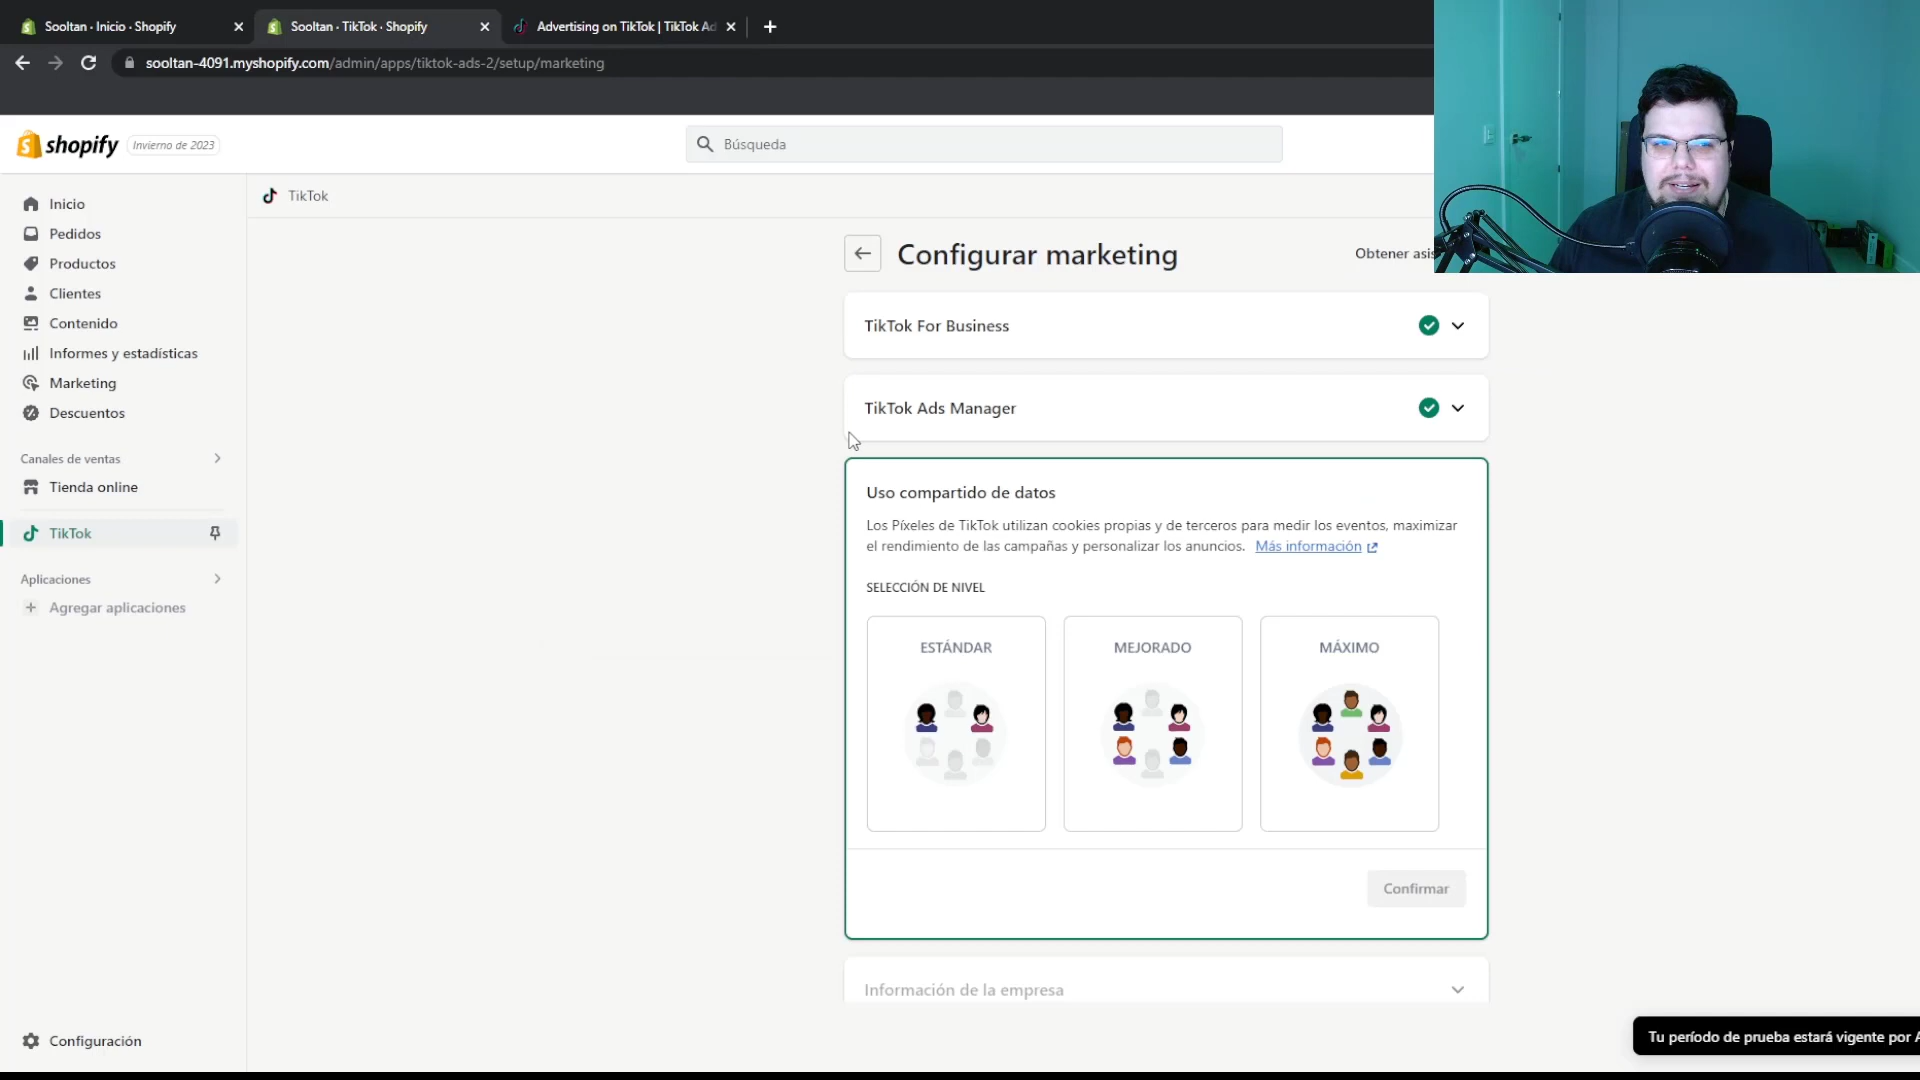 Sooltan · Inicio · Shopify
Sooltan · TikTok · Shopify
Advertising on TikTok | TikTok Ad
sooltan-4091.myshopify.com/admin/apps/tiktok-ads-2/setup/marketing
shopify
Invierno de 2023
Búsqueda
Inicio
Pedidos
Productos
Clientes
Contenido
Informes y estadísticas
Marketing
Descuentos
Canales de ventas
Tienda online
TikTok
Aplicaciones
Agregar aplicaciones
Configuración
TikTok
Configurar marketing
Obtener asis
TikTok For Business
TikTok Ads Manager
Uso compartido de datos
Los Píxeles de TikTok utilizan cookies propias y de terceros para medir los eventos, maximizar
el rendimiento de las campañas y personalizar los anuncios. Más información
SELECCIÓN DE NIVEL
ESTÁNDAR
MEJORADO
MÁXIMO
Confirmar
Información de la empresa
Tu período de prueba estará vigente por